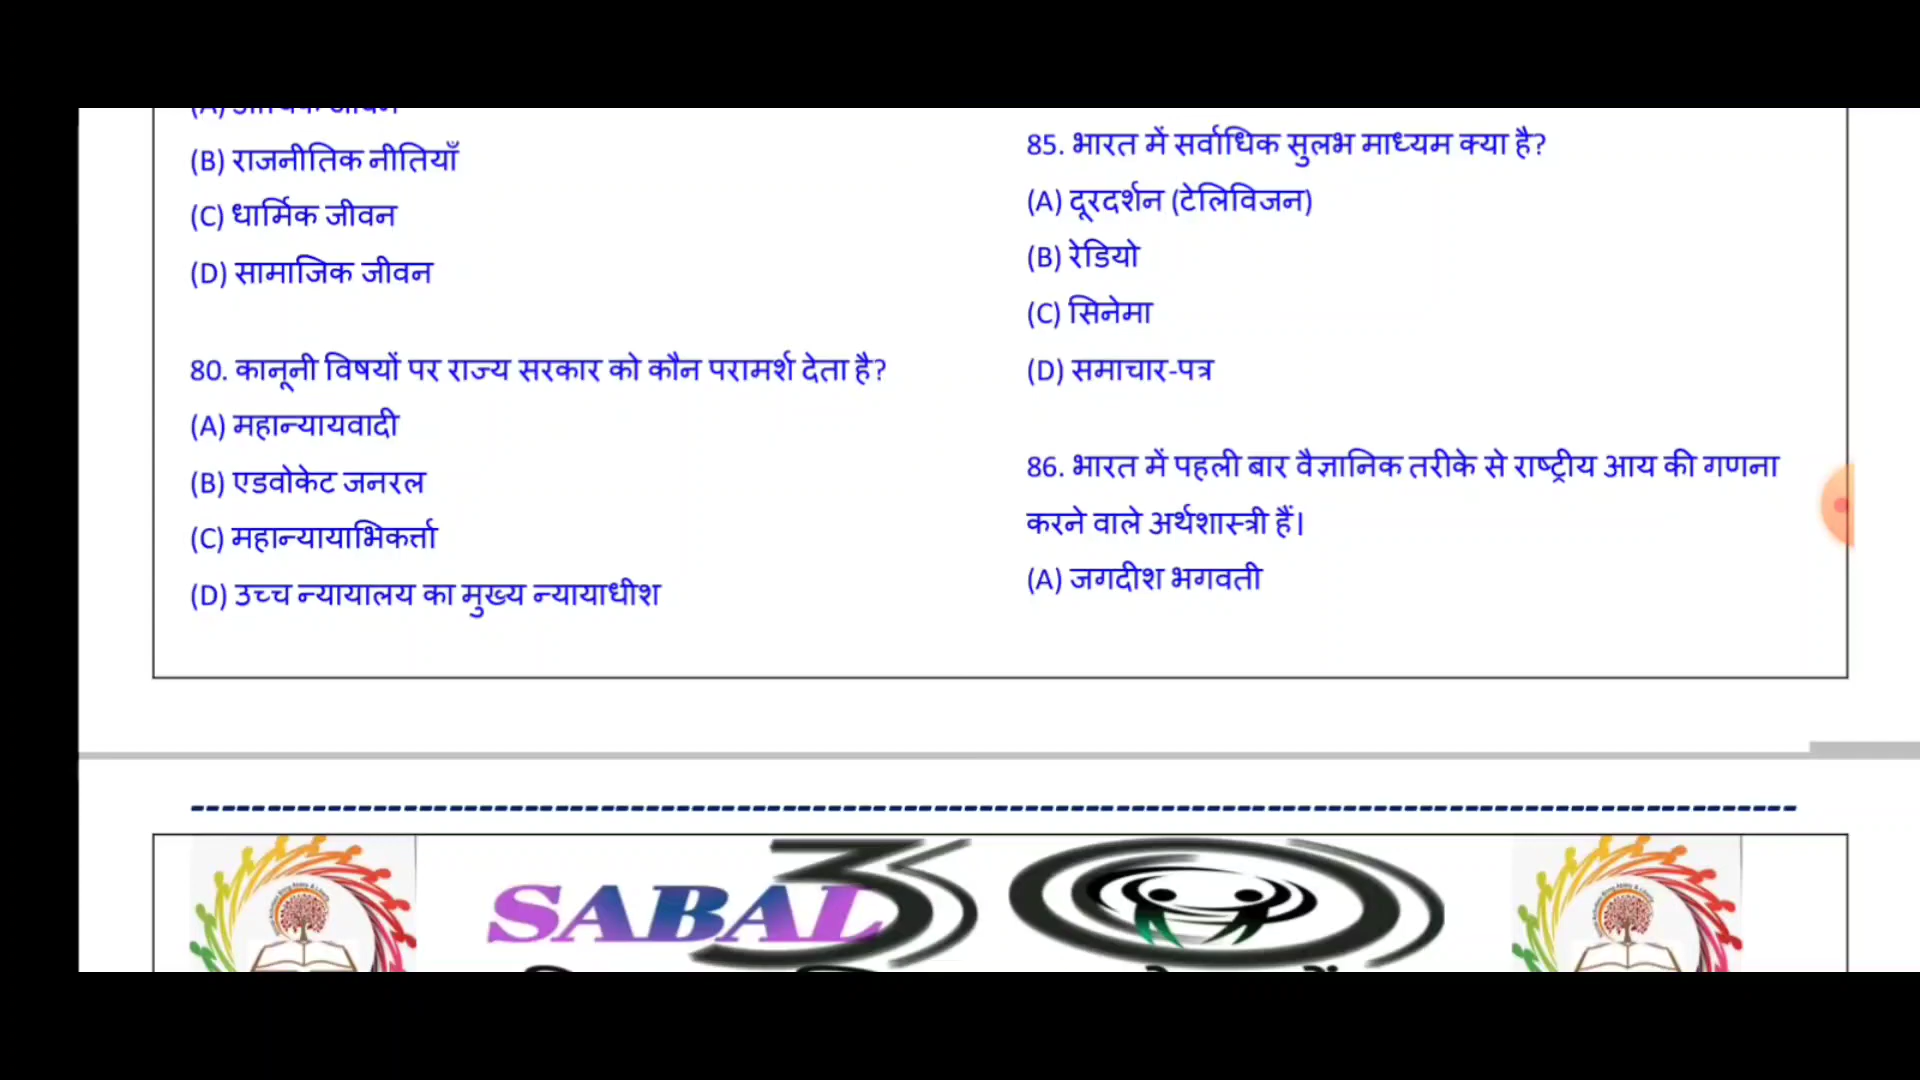 (B) राजनीतिक नीतियाँ
(C) धार्मिक जीवन
(D) सामाजिक जीवन
80. कानूनी विषयों पर राज्य सरकार को कौन परामर्श देता है?
(A) महान्यायवादी
(B) एडवोकेट जनरल
(C) महान्यायाभिकर्त्ता
(D) उच्च न्यायालय का मुख्य न्यायाधीश
85. भारत में सर्वाधिक सुलभ माध्यम क्या है?
(A) दूरदर्शन (टेलिविजन)
(B) रेडियो
(C) सिनेमा
(D) समाचार-पत्र
86. भारत में पहली बार वैज्ञानिक तरीके से राष्ट्रीय आय की गणना
करने वाले अर्थशास्त्री हैं।
(A) जगदीश भगवती
SABAL
30